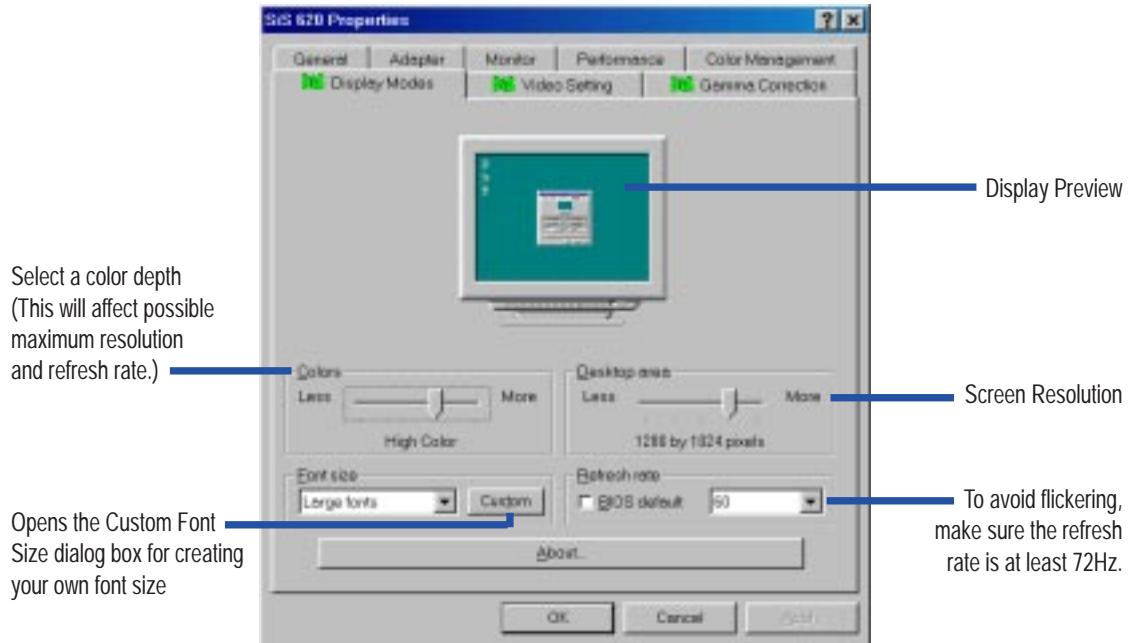 SiS 620 Properties
General Adapter Monitor Performance Color Management
Display Modes Video Setting Gamma Correction
Display Preview
Select a color depth
(This will affect possible
maximum resolution
and refresh rate.)
Colors
Less More
High Color
Desktop area
Less More
1280 by 1024 pixels
Screen Resolution
Font size
Large fonts Custom
Refresh rate
BIOS default 60
Opens the Custom Font
Size dialog box for creating
your own font size
To avoid flickering,
make sure the refresh
rate is at least 72Hz.
About...
OK Cancel Apply